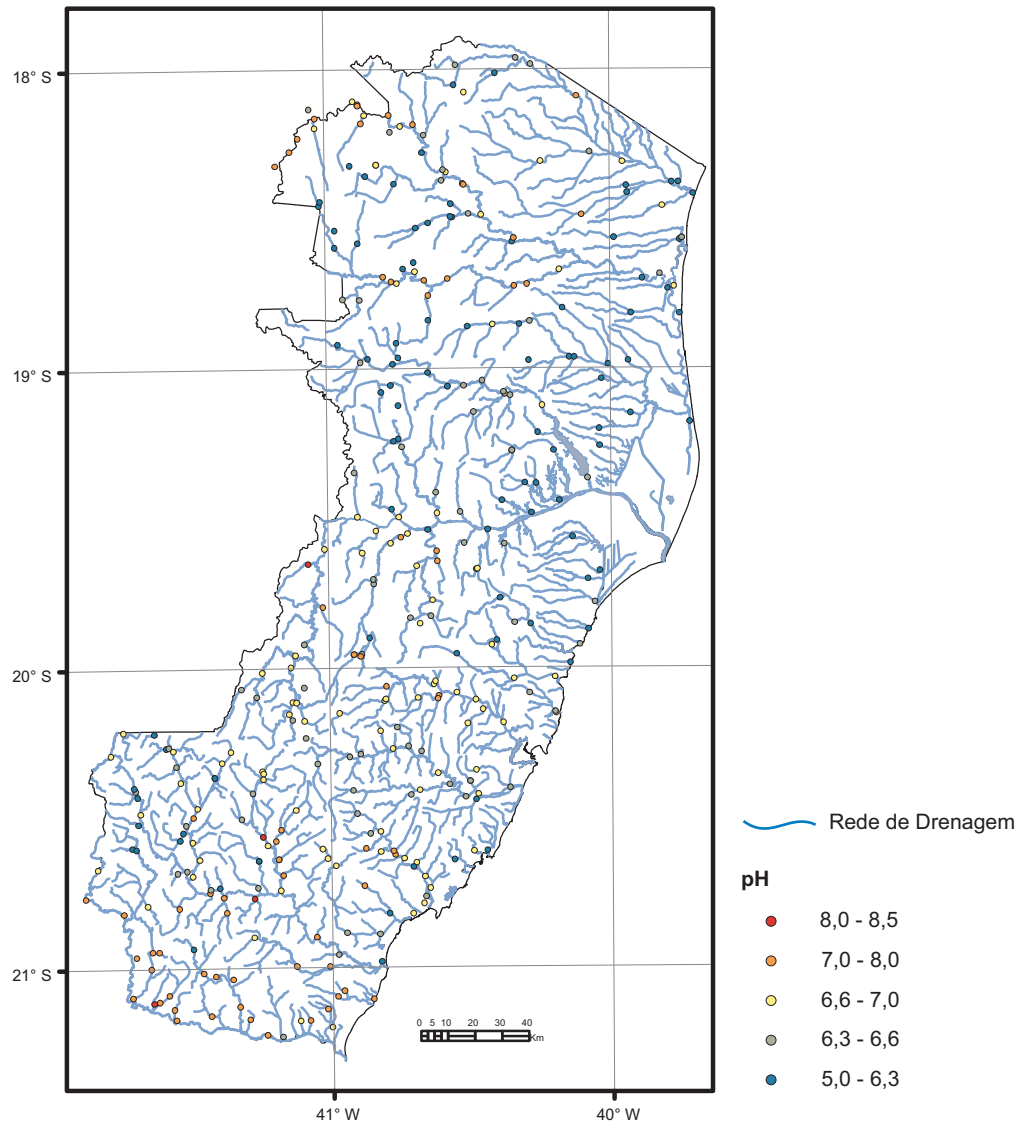 18° S
19° S
20° S
21° S
0 5 10 20 30 40
Km
41° W 40° W
Rede de Drenagem
pH
8,0 - 8,5
7,0 - 8,0
6,6 - 7,0
6,3 - 6,6
5,0 - 6,3